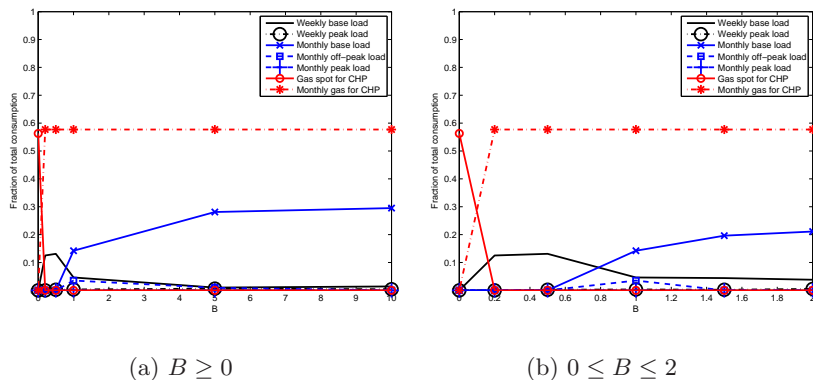 1
0.9
0.8
0.7
0.6
0.5
0.4
0.3
0.2
0.1
Fraction of total consumption
Weekly base load
Weekly peak load
Monthly base load
Monthly off−peak load
Monthly peak load
Gas spot for CHP
Monthly gas for CHP
0 1 2 3 4 5 6 7 8 9 10
B
(a) B ≥ 0
1
0.9
0.8
0.7
0.6
0.5
0.4
0.3
0.2
0.1
Fraction of total consumption
Weekly base load
Weekly peak load
Monthly base load
Monthly off−peak load
Monthly peak load
Gas spot for CHP
Monthly gas for CHP
0 0.2 0.4 0.6 0.8 1 1.2 1.4 1.6 1.8 2
B
(b) 0 ≤ B ≤ 2